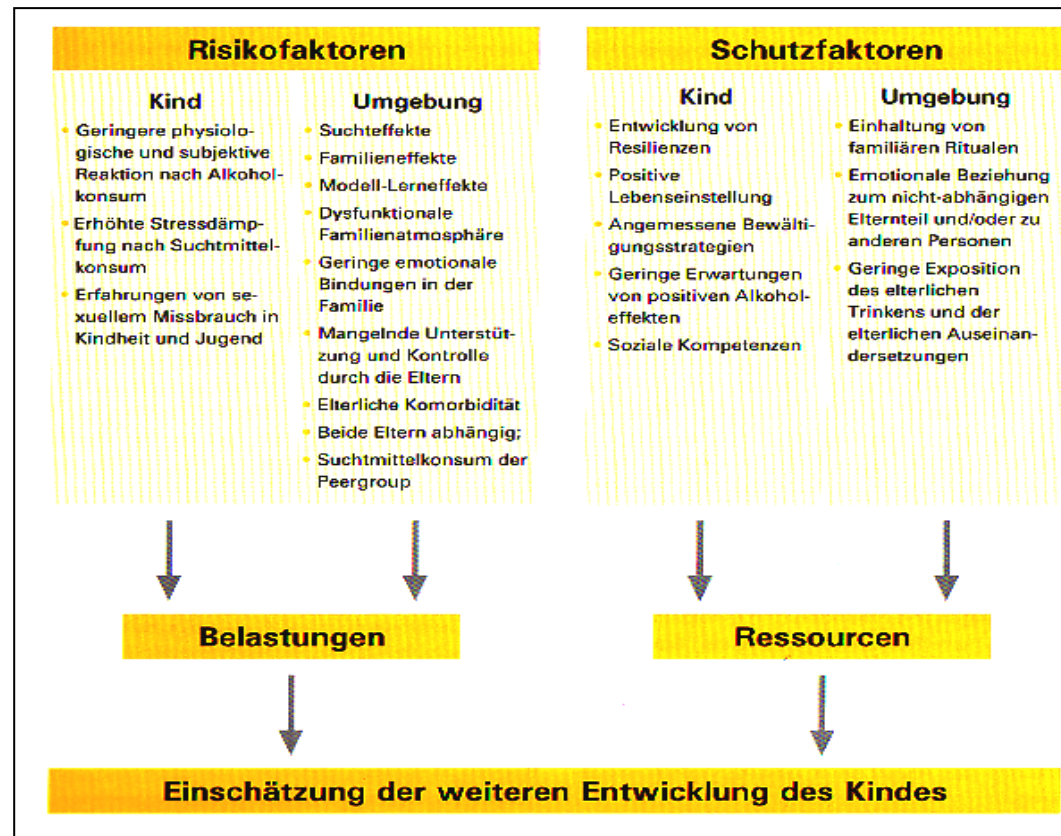 Risikofaktoren
Kind
• Geringere physiolo-
gische und subjektive
Reaktion nach Alkohol-
konsum
• Erhöhte Stressdämp-
fung nach Suchtmittel-
konsum
• Erfahrungen von se-
xuellem Missbrauch in
Kindheit und Jugend
Umgebung
• Suchteffekte
• Familieneffekte
• Modell-Lerneffekte
• Dysfunktionale
Familienatmosphäre
• Geringe emotionale
Bindungen in der
Familie
• Mangelnde Unterstüt-
zung und Kontrolle
durch die Eltern
• Elterliche Komorbidität
• Beide Eltern abhängig;
• Suchtmittelkonsum der
Peergroup
Schutzfaktoren
Kind
• Entwicklung von
Resilienzen
• Positive
Lebenseinstellung
• Angemessene Bewälti-
gungsstrategien
• Geringe Erwartungen
von positiven Alkohol-
effekten
• Soziale Kompetenzen
Umgebung
• Einhaltung von
familiären Ritualen
• Emotionale Beziehung
zum nicht-abhängigen
Elternteil und/oder zu
anderen Personen
• Geringe Exposition
des elterlichen
Trinkens und der
elterlichen Auseinan-
dersetzungen
Belastungen
Ressourcen
Einschätzung der weiteren Entwicklung des Kindes